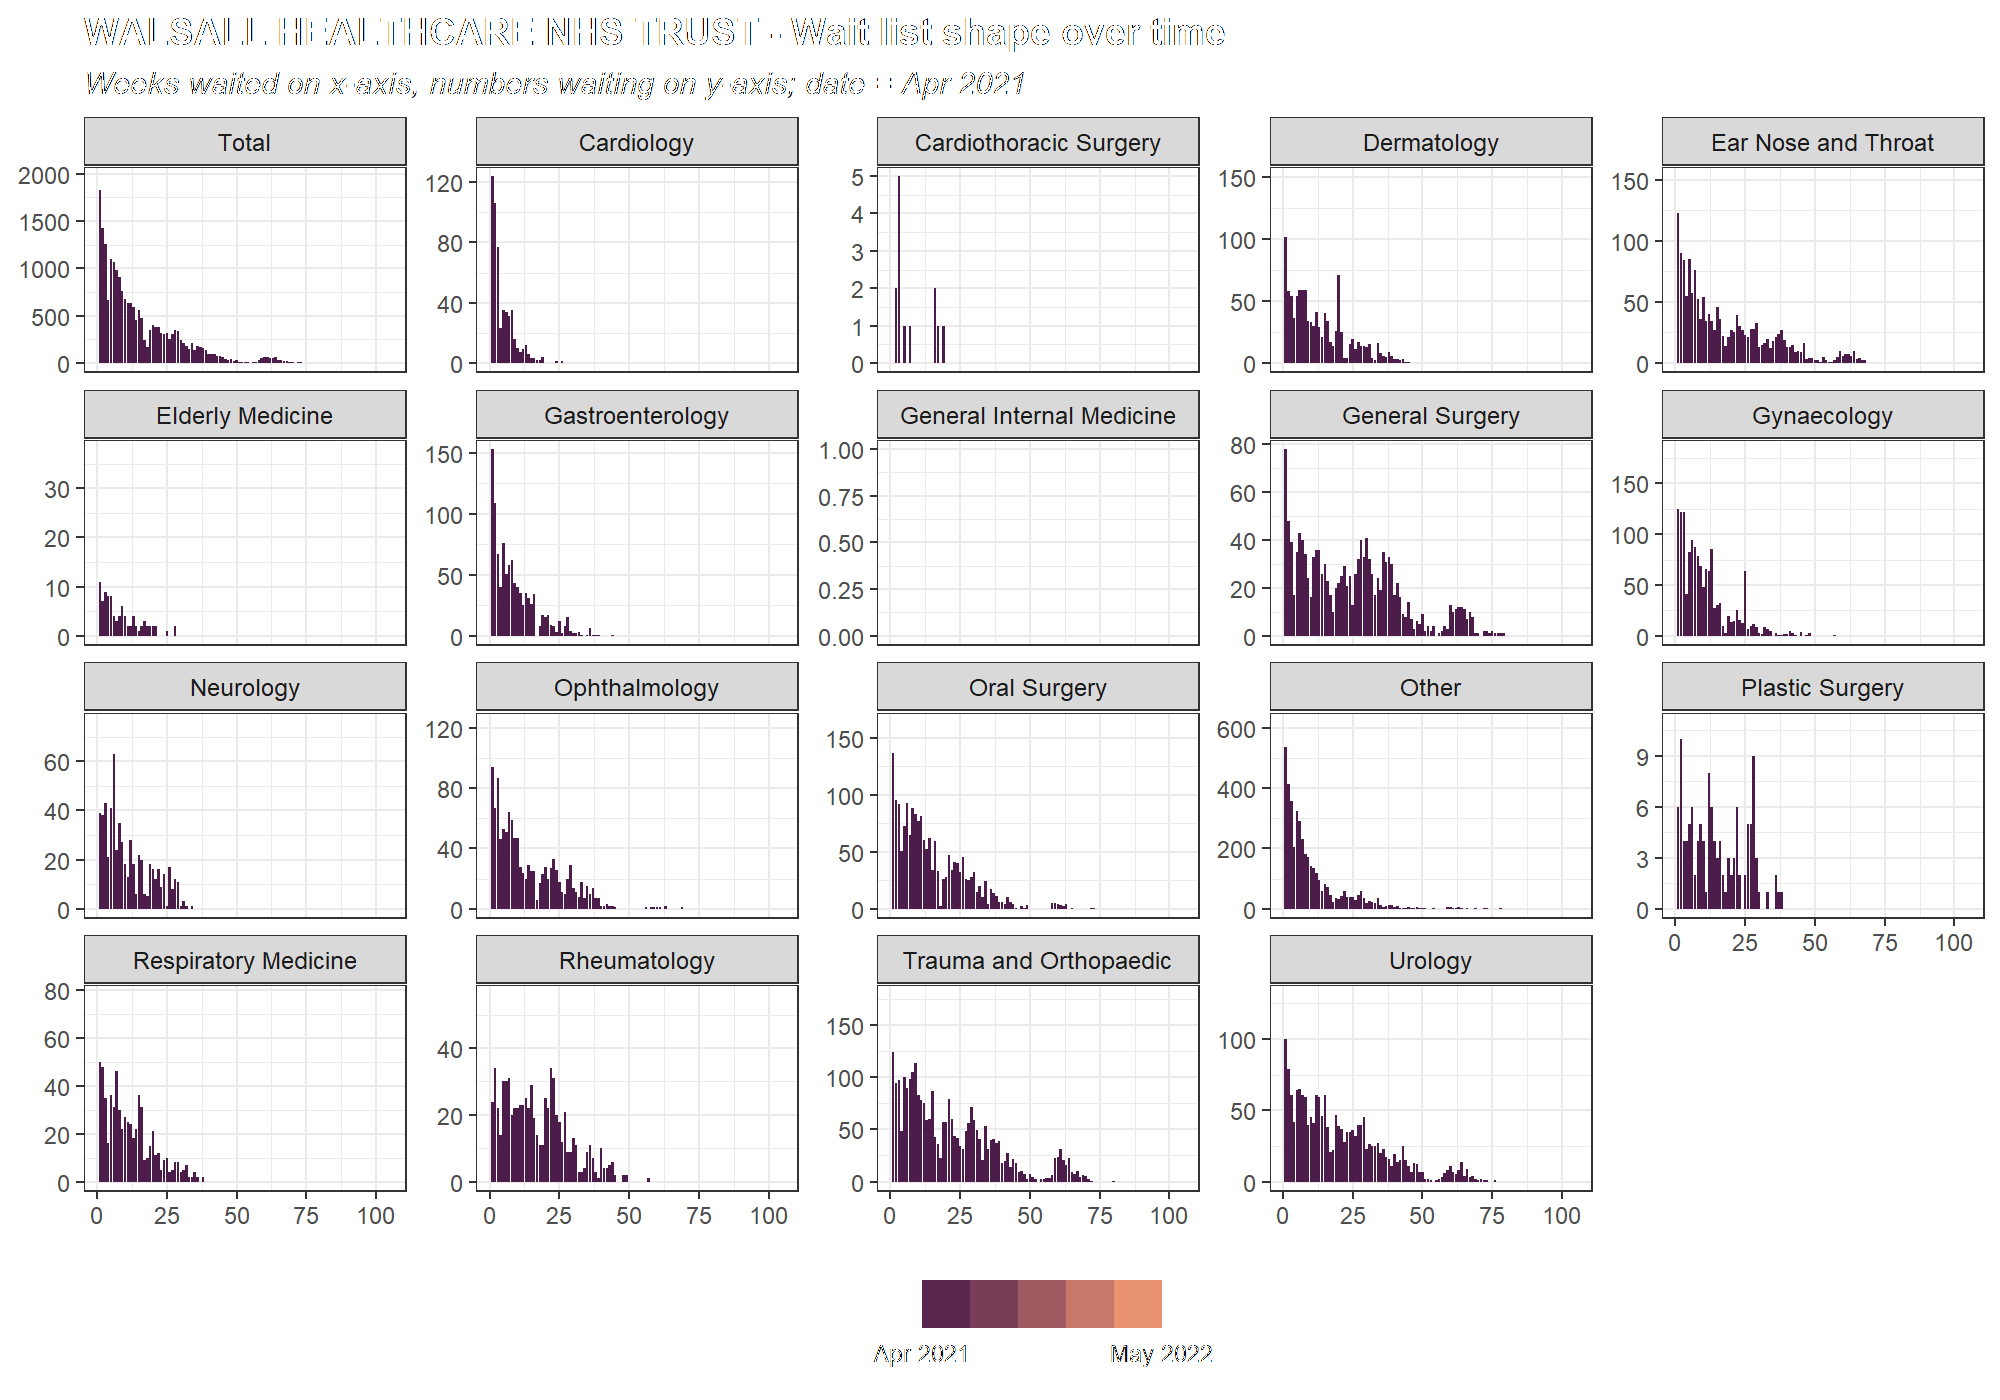 WALSALL HEALTHCARE NHS TRUST - Wait list shape over time
Weeks waited on x-axis, numbers waiting on y-axis; date = Apr 2021
Total
Cardiology
Cardiothoracic Surgery
Dermatology
Ear Nose and Throat
2000
1500
1000
500
0
120
80
40
0
5
4
3
2
1
0
150
100
50
0
150
100
50
0
Elderly Medicine
Gastroenterology
General Internal Medicine
General Surgery
Gynaecology
30
20
10
0
150
100
50
0
1.00
0.75
0.50
0.25
0.00
80
60
40
20
0
150
100
50
0
Neurology
Ophthalmology
Oral Surgery
Other
Plastic Surgery
60
40
20
0
120
80
40
0
150
100
50
0
600
400
200
0
9
6
3
0
0 25 50 75 100
Respiratory Medicine
Rheumatology
Trauma and Orthopaedic
Urology
80
60
40
20
0
40
20
0
150
100
50
0
100
50
0
0 25 50 75 100
0 25 50 75 100
0 25 50 75 100
0 25 50 75 100
Apr 2021
May 2022